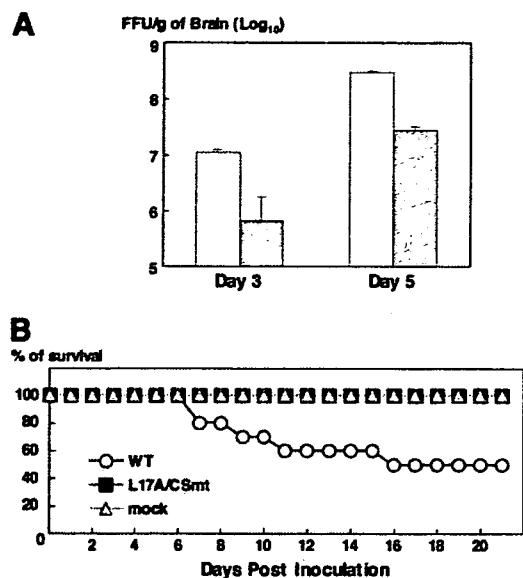 A
FFU/g of Brain (Log10)
9
8
7
6
5
Day 3
Day 5
B
% of survival
100
80
60
40
20
0
WT
L17A/CSmt
mock
2 4 6 8 10 12 14 16 18 20
Days Post Inoculation